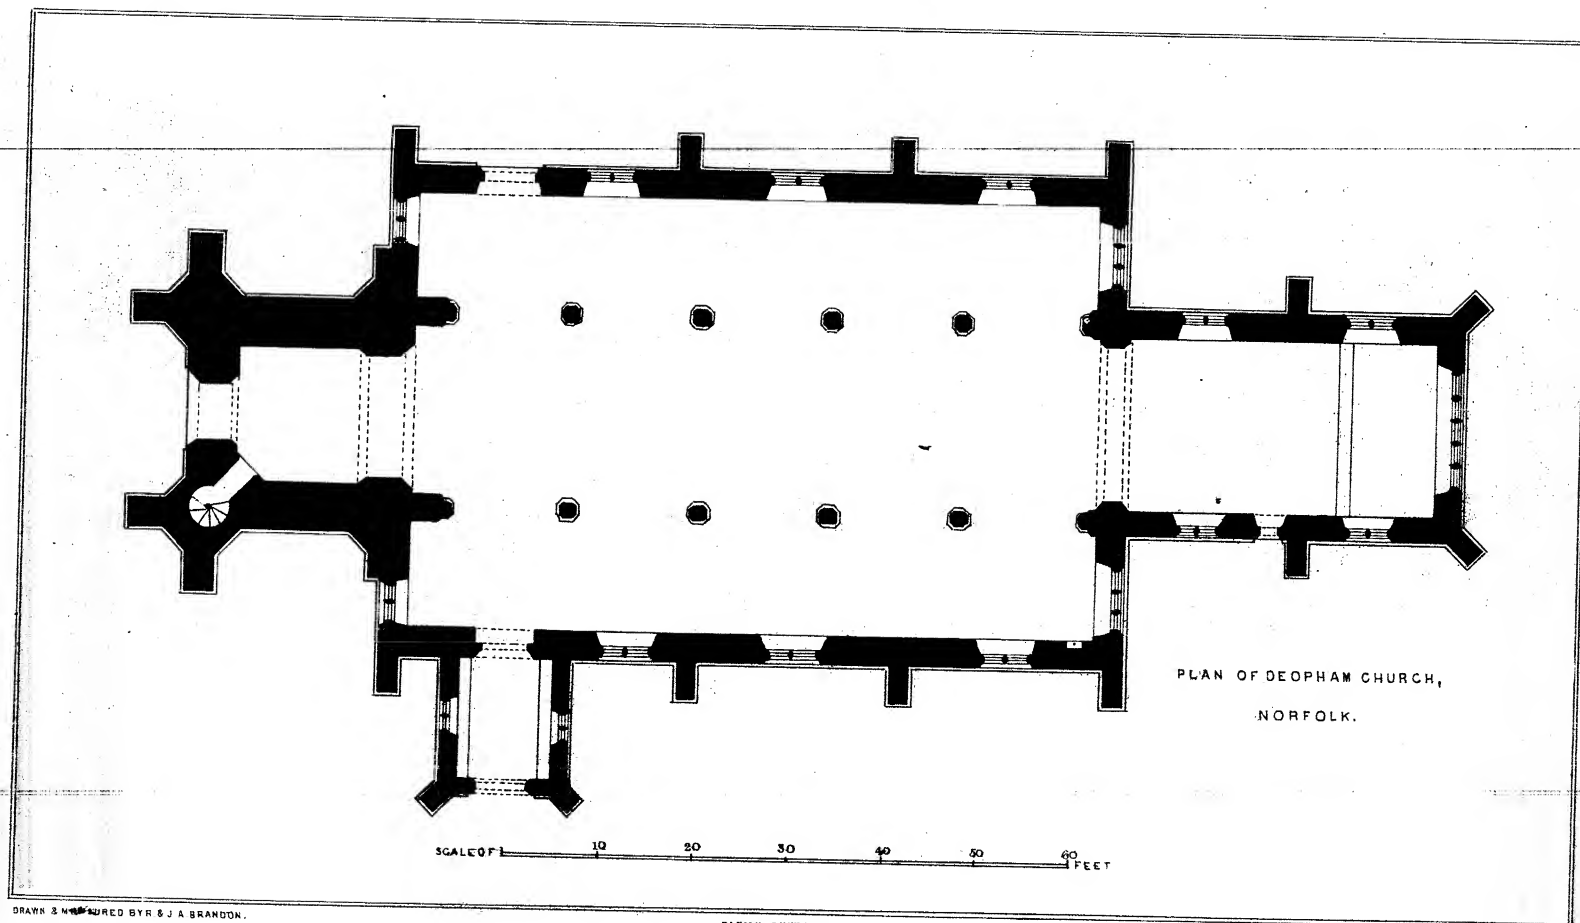 PLAN OF DEOPHAM CHURCH,
NORFOLK.
SCALE OF 10 20 30 40 50 60 FEET
DRAWN & MEASURED BY R & J A BRANDON.